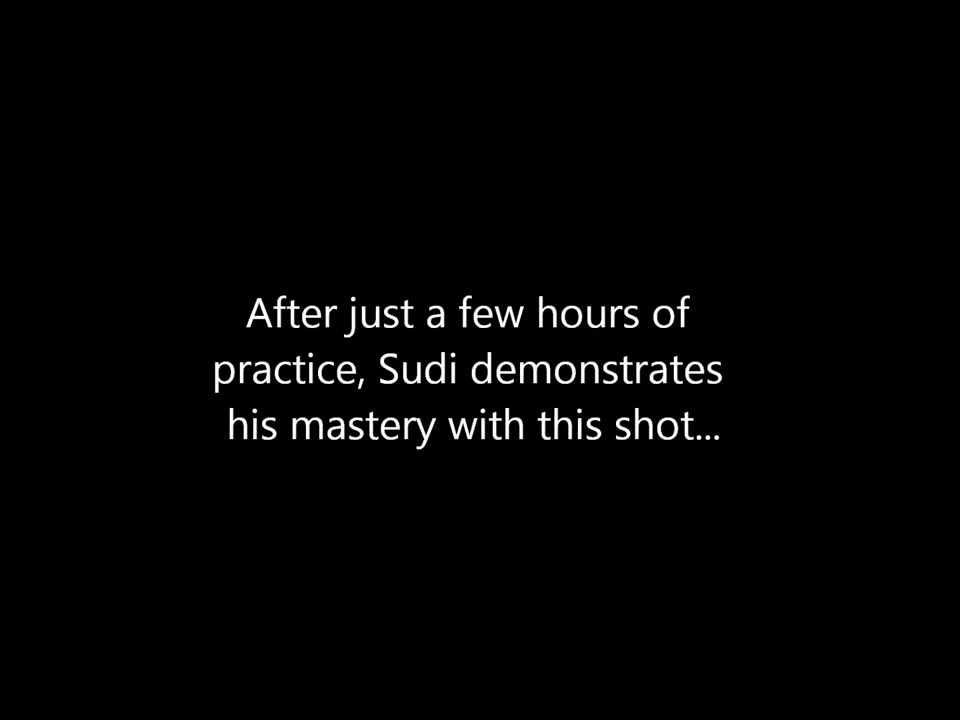 After just a few hours of
practice, Sudi demonstrates
his mastery with this shot...